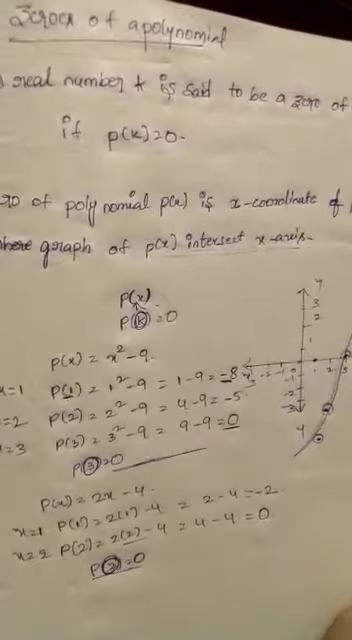 Zeroes of a polynomial
real number k is said to be a zero of
if p(k)=0.
of polynomial p(x) is x-coordinate of
where graph of p(x) intersect x-axis.
p(x)
p(k)=0
p(x) = x²-9.
x=1 p(1) = 1²-9 = 1-9 = -8
=2 p(2) = 2²-9 = 4-9 = -5.
=3 p(3) = 3²-9 = 9-9 = 0
p(3)=0
p(x) = 2x-4.
x=1 p(1) = 2(1)-4 = 2-4 = -2
x=2 p(2) = 2(2)-4 = 4-4 = 0
p(2)=0